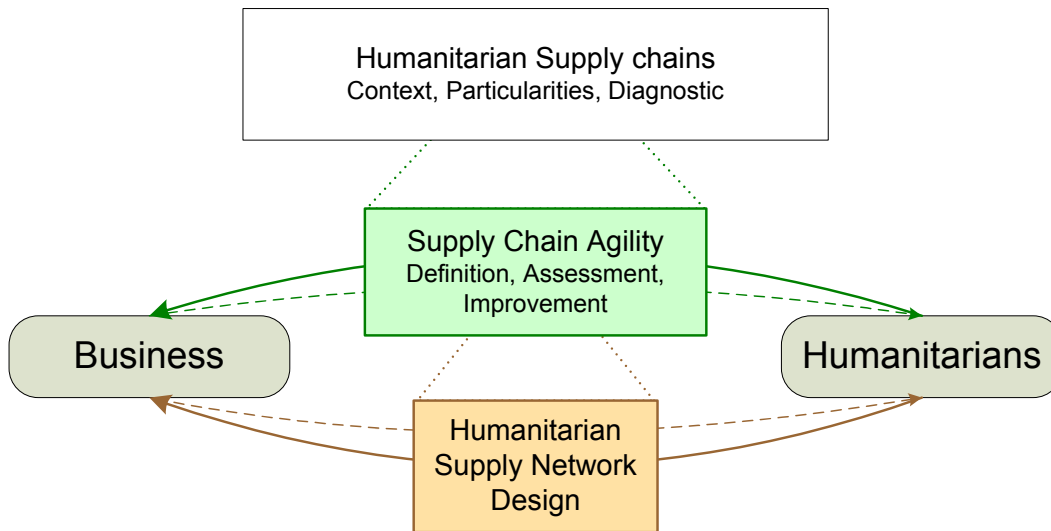 Humanitarian Supply chains
Context, Particularities, Diagnostic
Supply Chain Agility
Definition, Assessment,
Improvement
Business
Humanitarians
Humanitarian
Supply Network
Design